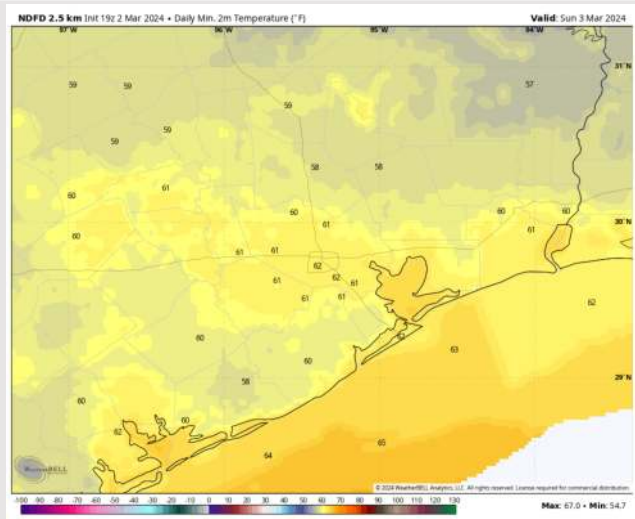 NDFD 2.5 km Init 19z 2 Mar 2024 • Daily Min. 2m Temperature (°F) Valid: Sun 3 Mar 2024
97°W 96°W 95°W 94°W
31°N
59 59 57
59
59 59
58 58
60 61
60 60 60
61 61
60
61 61
62
61 62 61
61 61
62
60 63
60
58 29°N
60
60
62
64 65
WEATHERBELL
© 2024 WeatherBELL Analytics, LLC. All rights reserved. License required for commercial distribution.
-100 -90 -80 -70 -60 -50 -40 -30 -20 -10 0 10 20 30 40 50 60 70 80 90 100 110 120 130
Max: 67.0 • Min: 54.7
30°N